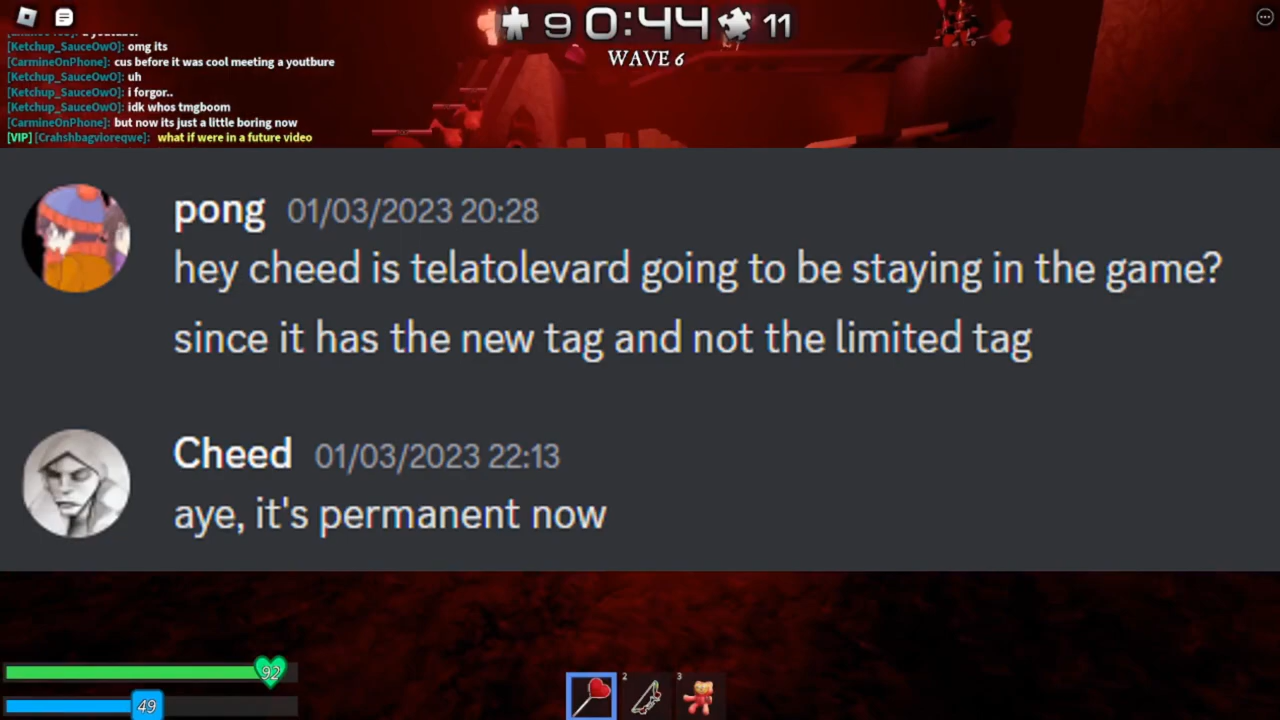 9 0:44 11
WAVE 6
[Ketchup_SauceOwO]: omg its
[CarmineOnPhone]: cus before it was cool meeting a youtbure
[Ketchup_SauceOwO]: uh
[Ketchup_SauceOwO]: i forgor..
[Ketchup_SauceOwO]: idk whos tmgboom
[CarmineOnPhone]: but now its just a little boring now
[VIP] [Crahshbagvioreqwe]: what if were in a future video
pong 01/03/2023 20:28
hey cheed is telatolevard going to be staying in the game?
since it has the new tag and not the limited tag
Cheed 01/03/2023 22:13
aye, it's permanent now
92
49
2 3